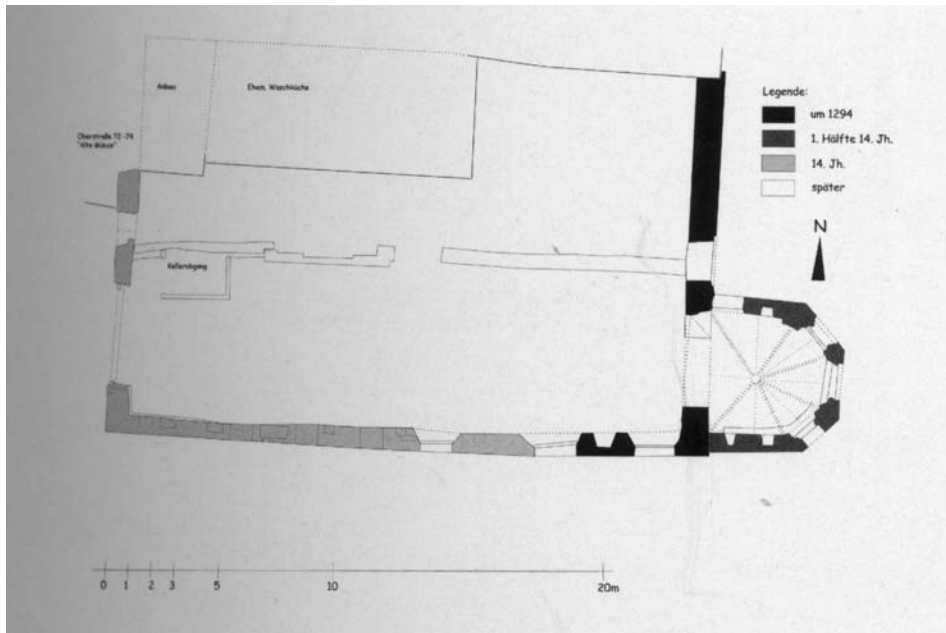 Anbau
Ehem. Waschküche
Oberstraße 72 -74
"Alte Münze"
Kellerabgang
Legende:
um 1294
1. Hälfte 14. Jh.
14. Jh.
später
N
0 1 2 3 5 10 20m